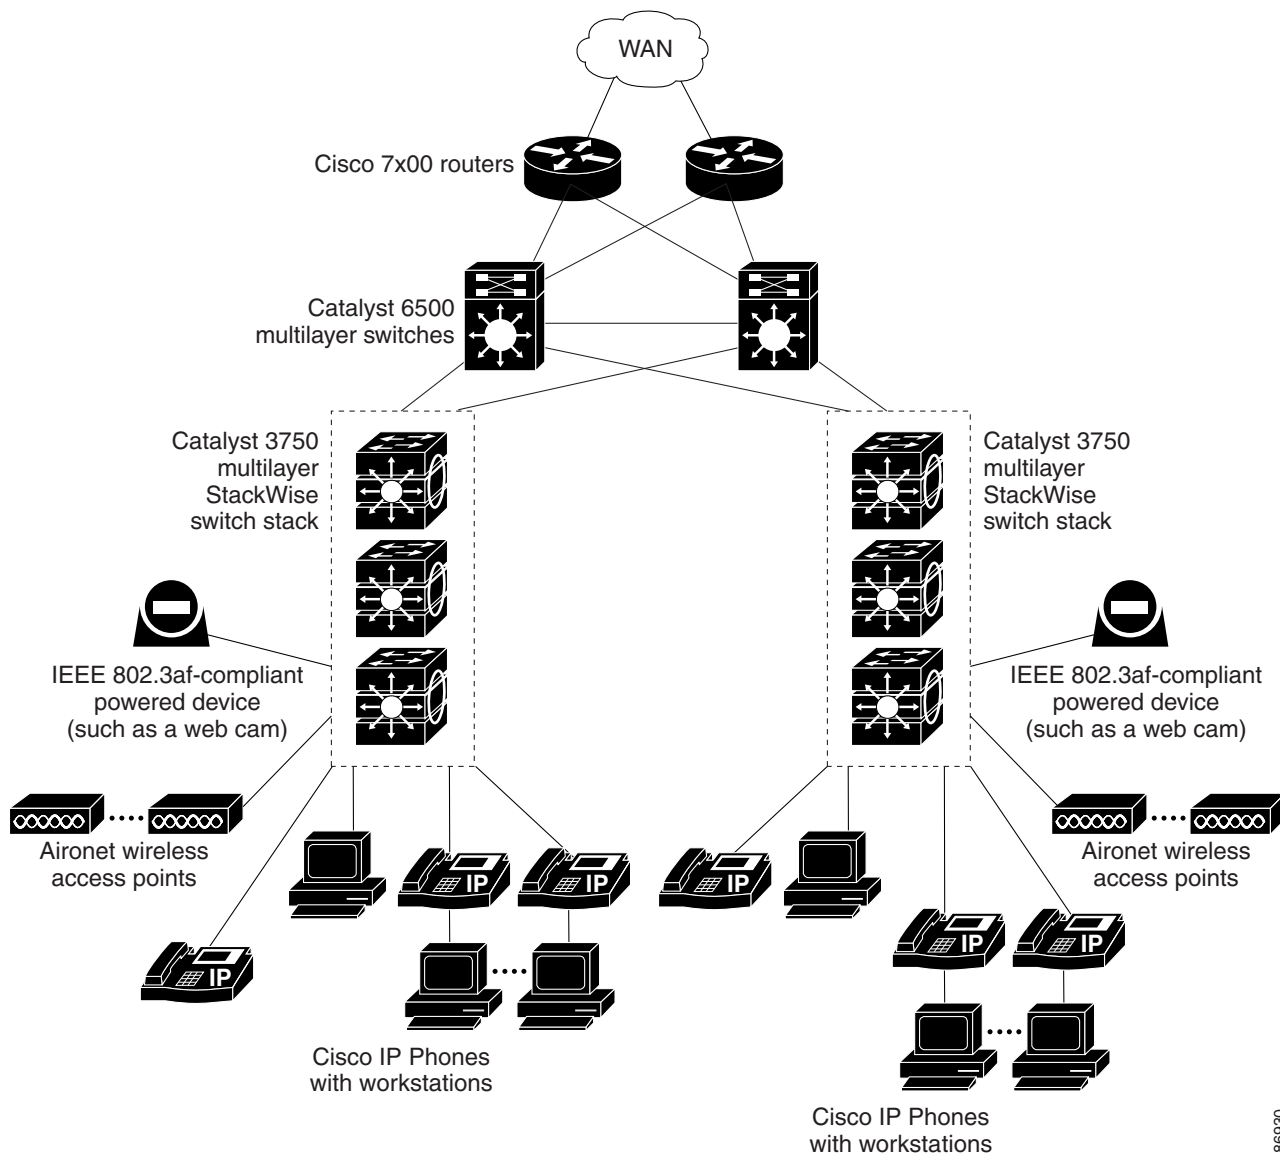 WAN
Cisco 7x00 routers
Catalyst 6500
multilayer switches
Catalyst 3750
multilayer
StackWise
switch stack
Catalyst 3750
multilayer
StackWise
switch stack
IEEE 802.3af-compliant
powered device
(such as a web cam)
IEEE 802.3af-compliant
powered device
(such as a web cam)
Aironet wireless
access points
Aironet wireless
access points
IP
IP
IP
IP
IP
IP
Cisco IP Phones
with workstations
Cisco IP Phones
with workstations
86930